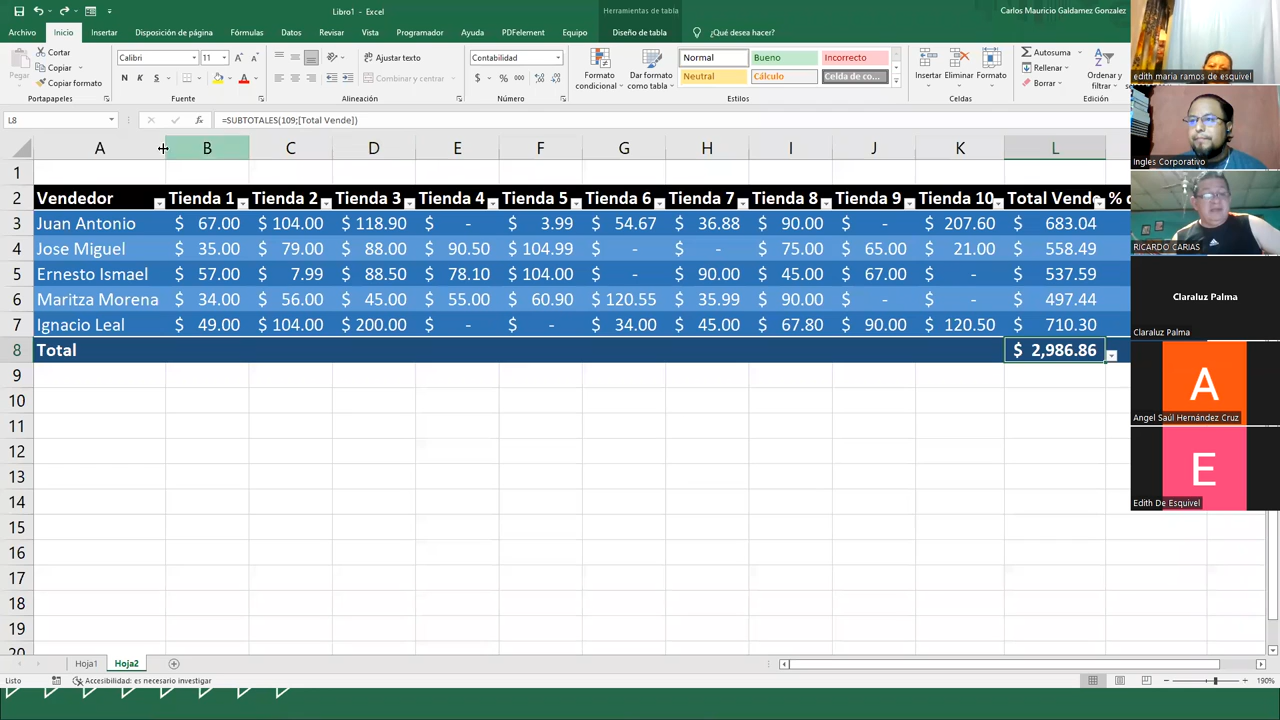 Libro1 - Excel
Herramientas de tabla
Carlos Mauricio Galdamez Gonzalez
Archivo Inicio Insertar Disposición de página Fórmulas Datos Revisar Vista Programador Ayuda PDFelement Equipo Diseño de tabla ¿Qué desea hacer?
Pegar
Cortar
Copiar
Copiar formato
Portapapeles
Calibri 11
N K S
Fuente
Ajustar texto
Combinar y centrar
Alineación
Contabilidad
$ % 000
Número
Formato condicional
Dar formato como tabla
Normal Bueno Incorrecto
Neutral Cálculo Celda de co...
Estilos
Insertar Eliminar Formato
Celdas
Autosuma
Rellenar
Borrar
Ordenar y filtrar
Edición
L8 fx =SUBTOTALES(109;[Total Vende])
A B C D E F G H I J K L
1
2 Vendedor Tienda 1 Tienda 2 Tienda 3 Tienda 4 Tienda 5 Tienda 6 Tienda 7 Tienda 8 Tienda 9 Tienda 10 Total Vende %
3 Juan Antonio $ 67.00 $ 104.00 $ 118.90 $ - $ 3.99 $ 54.67 $ 36.88 $ 90.00 $ - $ 207.60 $ 683.04
4 Jose Miguel $ 35.00 $ 79.00 $ 88.00 $ 90.50 $ 104.99 $ - $ - $ 75.00 $ 65.00 $ 21.00 $ 558.49
5 Ernesto Ismael $ 57.00 $ 7.99 $ 88.50 $ 78.10 $ 104.00 $ - $ 90.00 $ 45.00 $ 67.00 $ - $ 537.59
6 Maritza Morena $ 34.00 $ 56.00 $ 45.00 $ 55.00 $ 60.90 $ 120.55 $ 35.99 $ 90.00 $ - $ - $ 497.44
7 Ignacio Leal $ 49.00 $ 104.00 $ 200.00 $ - $ - $ 34.00 $ 45.00 $ 67.80 $ 90.00 $ 120.50 $ 710.30
8 Total $ 2,986.86
9
10
11
12
13
14
15
16
17
18
19
20
Hoja1 Hoja2
Listo Accesibilidad: es necesario investigar 190%
edith maria ramos de esquivel
Ingles Corporativo
RICARDO CARIAS
Claraluz Palma
Claraluz Palma
A
Angel Saúl Hernández Cruz
E
Edith De Esquivel